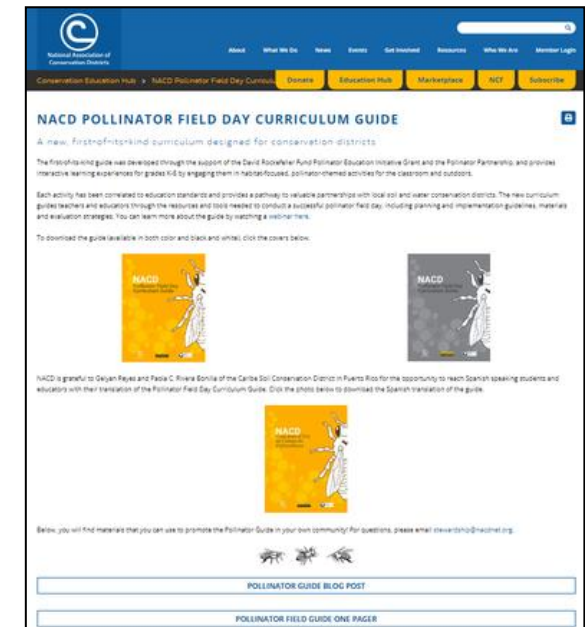 National Association of
Conservation Districts
About What We Do News Events Get Involved Resources Who We Are Member Login
Conservation Education Hub > NACD Pollinator Field Day Curriculu
Donate Education Hub Marketplace NCF Subscribe
NACD POLLINATOR FIELD DAY CURRICULUM GUIDE
A new, first-of-its-kind curriculum designed for conservation districts
The first-of-its-kind guide was developed through the support of the David Rockefeller Fund Pollinator Education Initiative Grant and the Pollinator Partnership, and provides
interactive learning experiences for grades K-6 by engaging them in habitat-focused, pollinator-themed activities for the classroom and outdoors.
Each activity has been correlated to education standards and provides a pathway to valuable partnerships with local soil and water conservation districts. The new curriculum
guides teachers and educators through the resources and tools needed to conduct a successful pollinator field day, including planning and implementation guidelines, materials
and evaluation strategies. You can learn more about the guide by watching a webinar here.
To download the guide (available in both color and black and white), click the covers below.
NACD
Pollinator Field Day
Curriculum Guide
NACD
Pollinator Field Day
Curriculum Guide
NACD is grateful to Geiyan Reyes and Paola C. Rivera Bonilla of the Caribe Soil Conservation District in Puerto Rico for the opportunity to reach Spanish speaking students and
educators with their translation of the Pollinator Field Day Curriculum Guide. Click the photo below to download the Spanish translation of the guide.
NACD
Below, you will find materials that you can use to promote the Pollinator Guide in your own community! For questions, please email stewardship@nacdnet.org.
POLLINATOR GUIDE BLOG POST
POLLINATOR FIELD GUIDE ONE PAGER